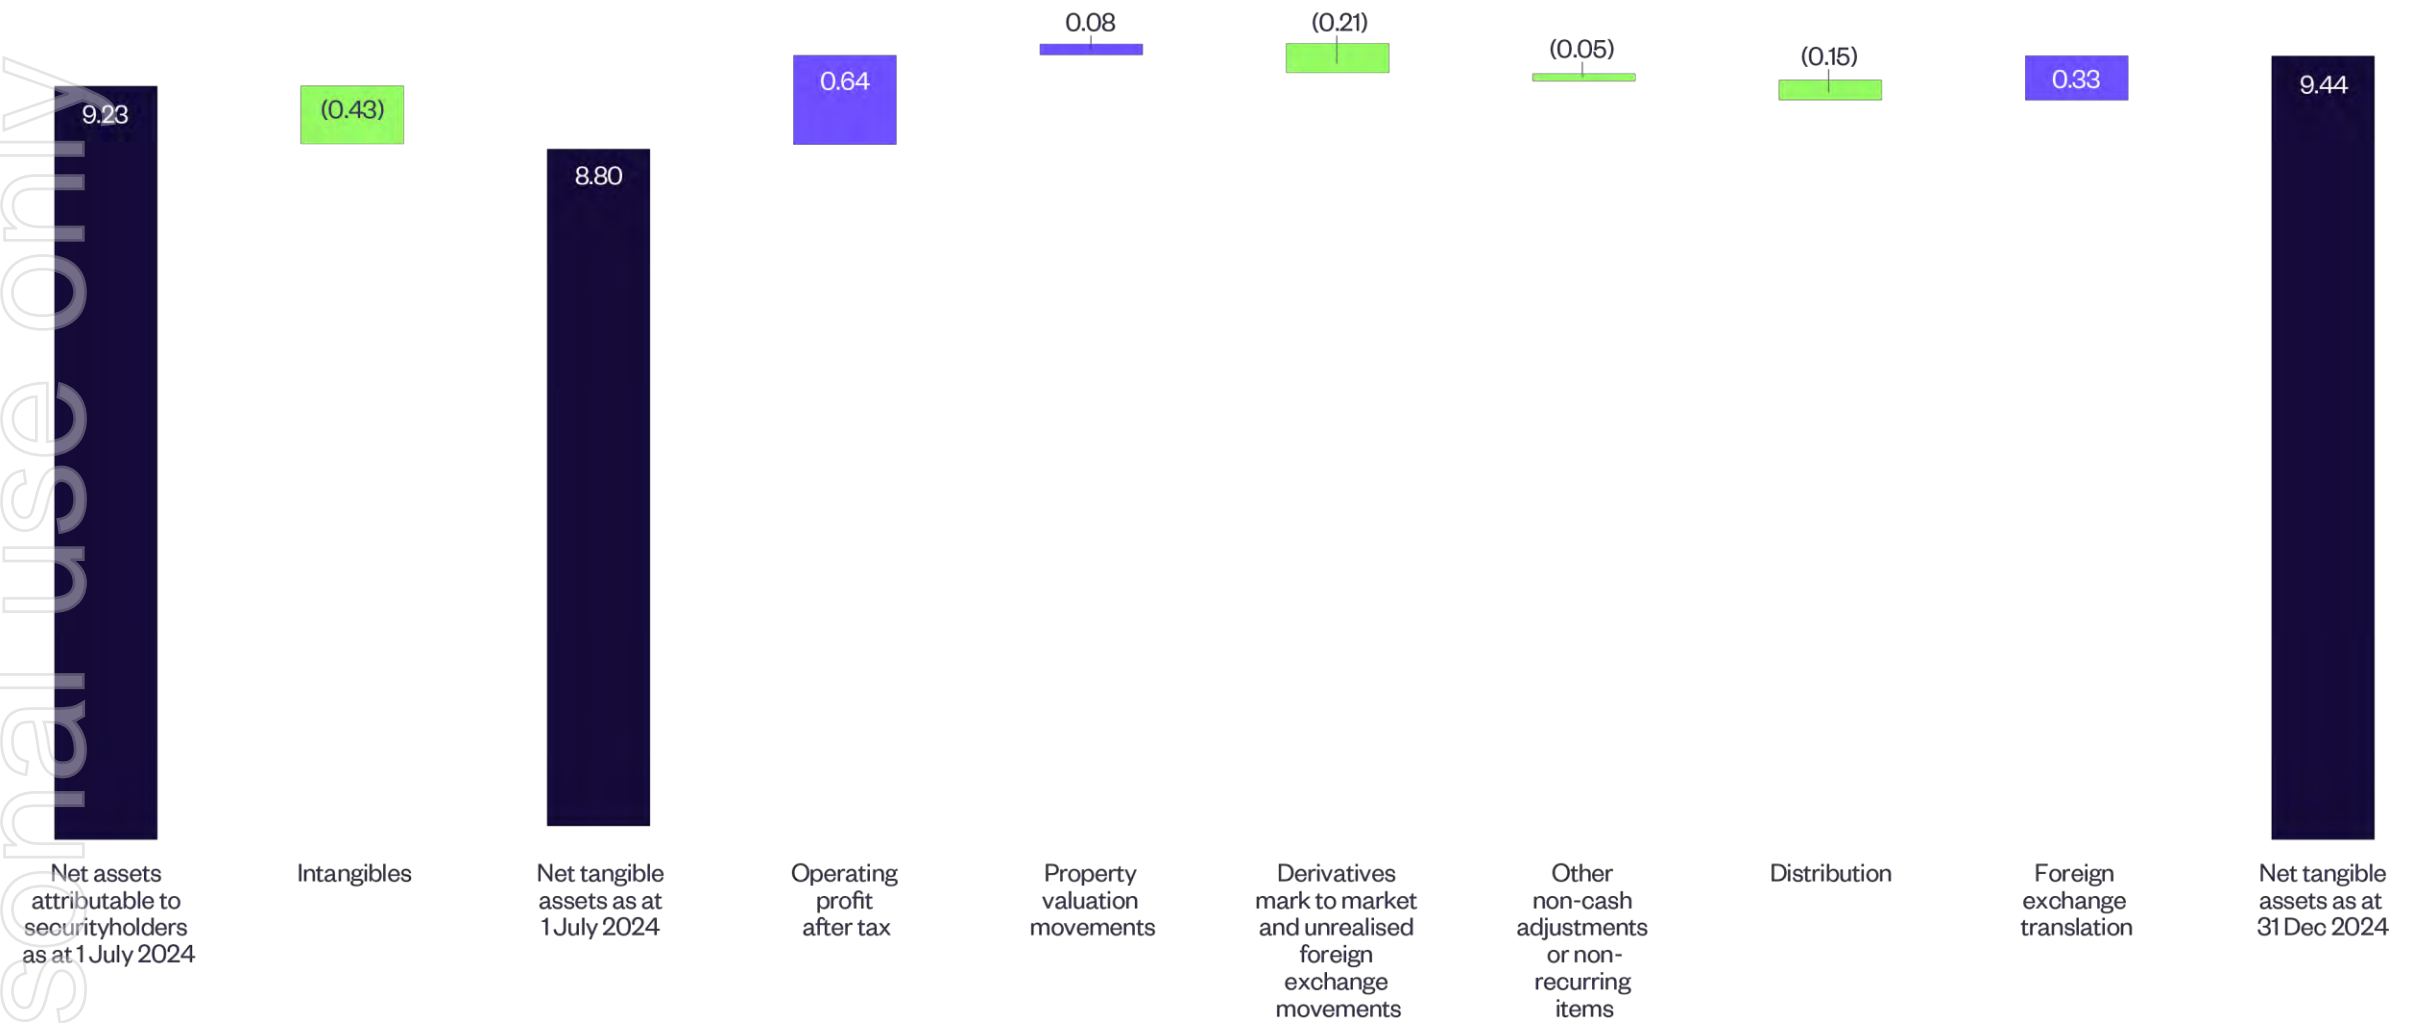 0.08
(0.21)
(0.05)
(0.15)
9.23
(0.43)
8.80
0.64
0.33
9.44
Net assets
attributable to
securityholders
as at 1 July 2024
Intangibles
Net tangible
assets as at
1 July 2024
Operating
profit
after tax
Property
valuation
movements
Derivatives
mark to market
and unrealised
foreign
exchange
movements
Other
non-cash
adjustments
or non-
recurring
items
Distribution
Foreign
exchange
translation
Net tangible
assets as at
31 Dec 2024
sonal use only